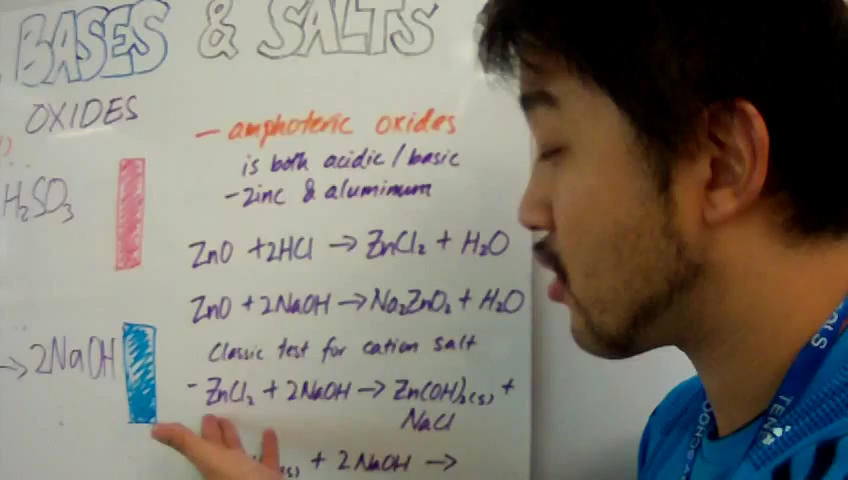 BASES & SALTS
OXIDES
H₂SO₃
→ 2NaOH
- amphoteric oxides
is both acidic / basic
- zinc & aluminum
ZnO + 2HCl → ZnCl₂ + H₂O
ZnO + 2NaOH → Na₂ZnO₂ + H₂O
Classic test for cation salt
- ZnCl₂ + 2NaOH → Zn(OH)₂(s) +
NaCl
(s) + 2NaOH →